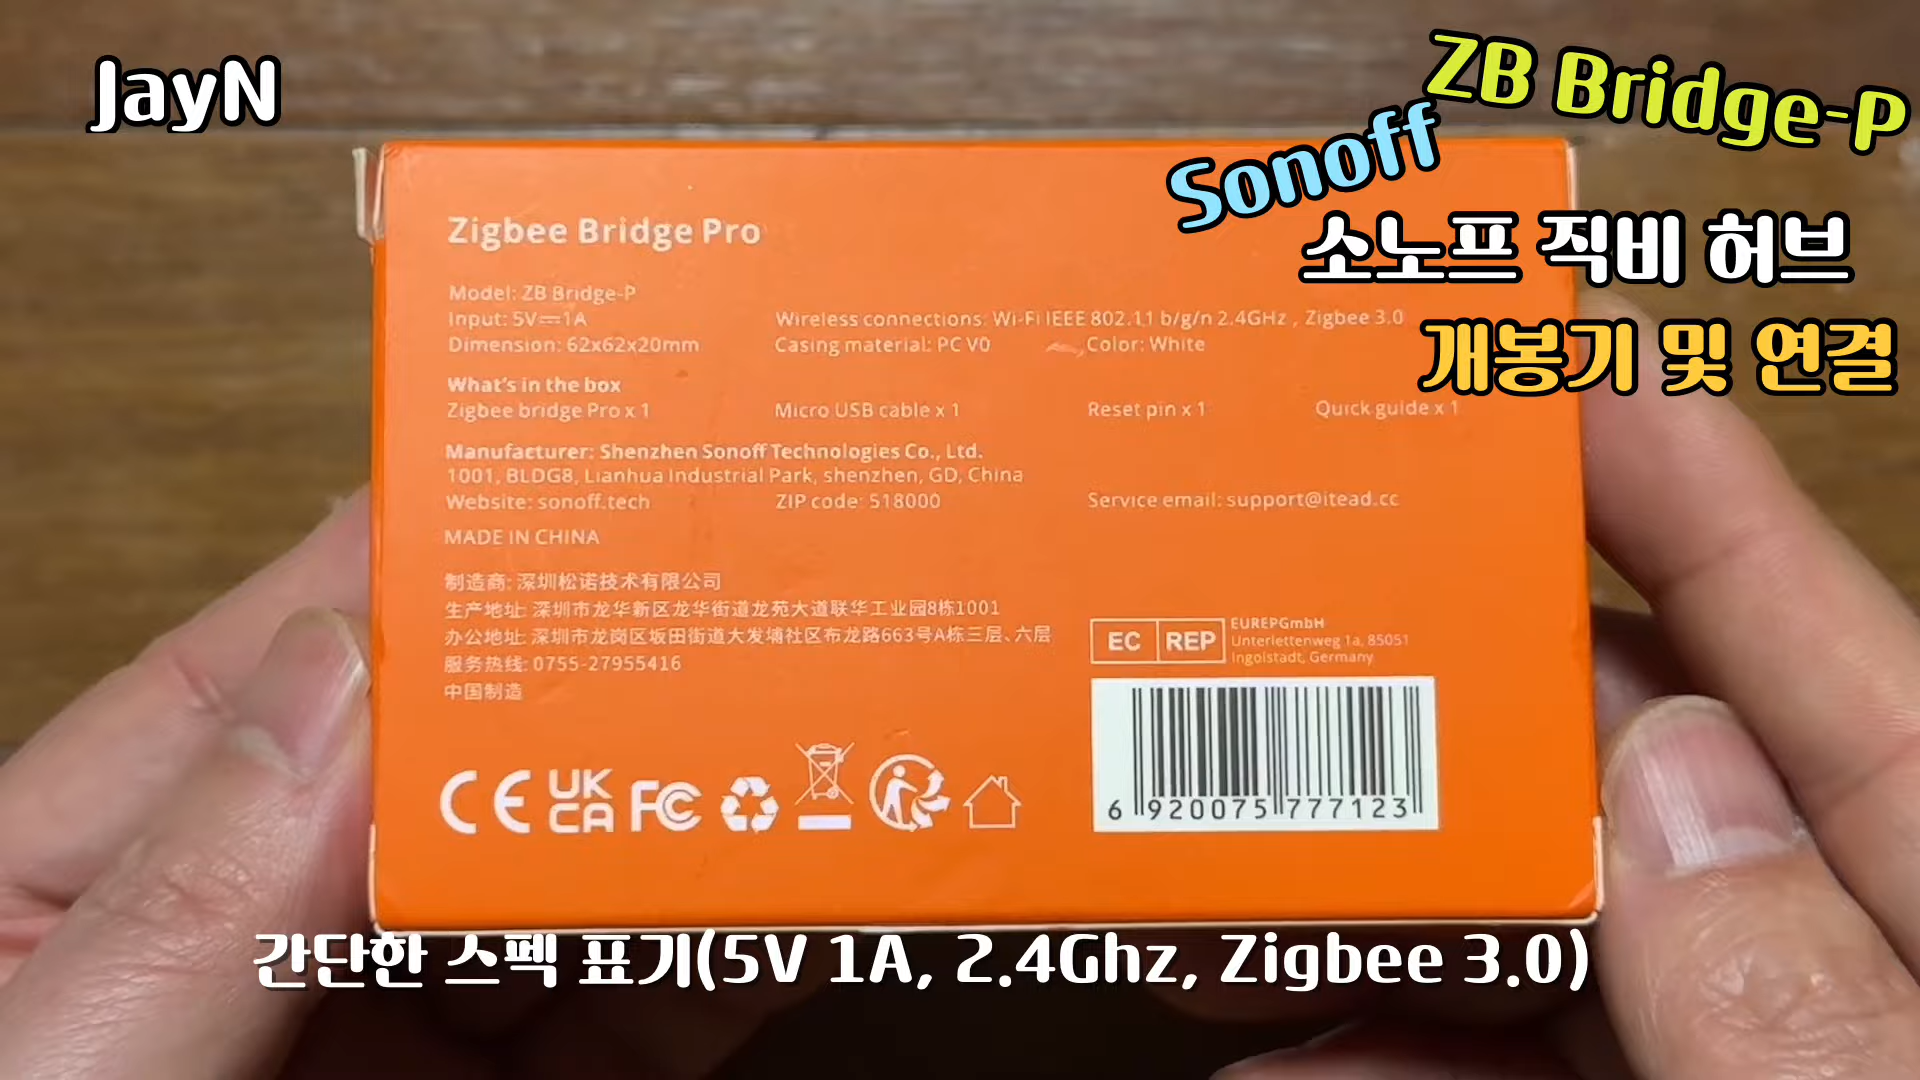 JayN
ZB Bridge-P
Sonoff
소노프 직비 허브
개봉기 및 연결
Zigbee Bridge Pro
Model: ZB Bridge-P
Input: 5V⎓1A
Wireless connections: Wi-Fi IEEE 802.11 b/g/n 2.4GHz , Zigbee 3.0
Dimension: 62x62x20mm
Casing material: PC V0
Color: White
What's in the box
Zigbee bridge Pro x 1
Micro USB cable x 1
Reset pin x 1
Quick guide x 1
Manufacturer: Shenzhen Sonoff Technologies Co., Ltd.
1001, BLDG8, Lianhua Industrial Park, shenzhen, GD, China
Website: sonoff.tech
ZIP code: 518000
Service email: support@itead.cc
MADE IN CHINA
制造商: 深圳松诺技术有限公司
生产地址: 深圳市龙华新区龙华街道龙苑大道联华工业园8栋1001
办公地址: 深圳市龙岗区坂田街道大发埔社区布龙路663号A栋三层、六层
服务热线: 0755-27955416
中国制造
EC REP
EUREPGmbH
Unterlettenweg 1a, 85051
Ingolstadt, Germany
CE UK CA FC
6 920075 777123
간단한 스펙 표기(5V 1A, 2.4Ghz, Zigbee 3.0)